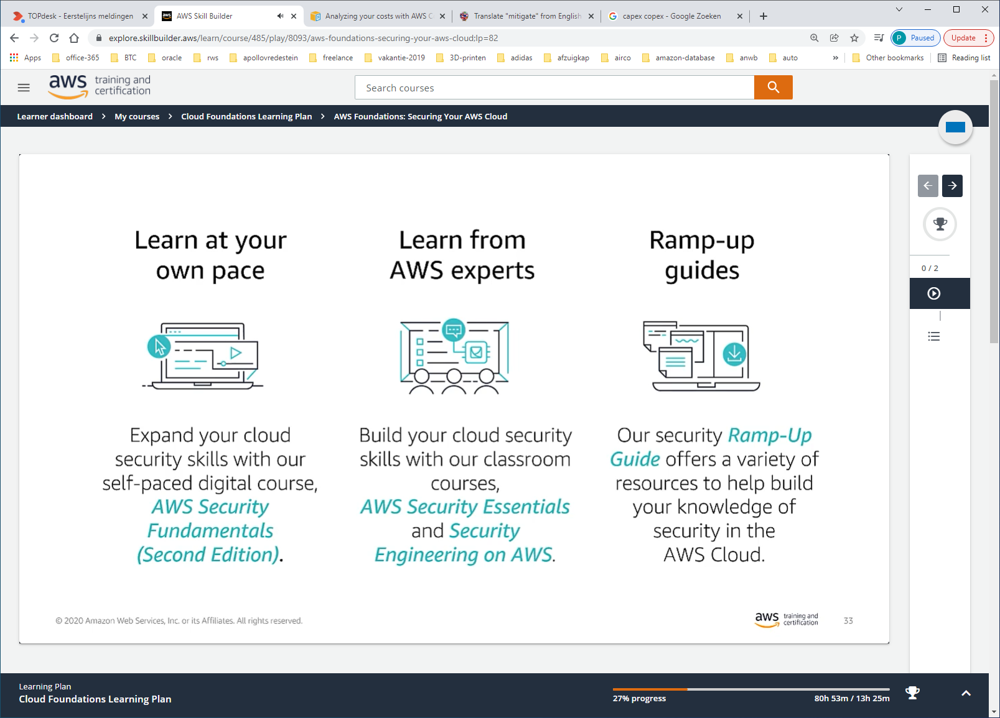 TOPdesk - Eerstelijns meldingen
AWS Skill Builder
Analyzing your costs with AWS C
Translate "mitigate" from English
capex copex - Google Zoeken
explore.skillbuilder.aws/learn/course/485/play/8093/aws-foundations-securing-your-aws-cloud;lp=82
P Paused
Update
Apps
office-365
BTC
oracle
rws
apollovredestein
freelance
vakantie-2019
3D-printen
adidas
afzuigkap
airco
amazon-database
anwb
auto
»
Other bookmarks
Reading list
aws training and
certification
Search courses
Learner dashboard > My courses > Cloud Foundations Learning Plan > AWS Foundations: Securing Your AWS Cloud
Learn at your
own pace
Expand your cloud
security skills with our
self-paced digital course,
AWS Security
Fundamentals
(Second Edition).
Learn from
AWS experts
Build your cloud security
skills with our classroom
courses,
AWS Security Essentials
and Security
Engineering on AWS.
Ramp-up
guides
Our security Ramp-Up
Guide offers a variety of
resources to help build
your knowledge of
security in the
AWS Cloud.
© 2020 Amazon Web Services, Inc. or its Affiliates. All rights reserved.
aws training and
certification
33
0 / 2
Learning Plan
Cloud Foundations Learning Plan
27% progress
80h 53m / 13h 25m